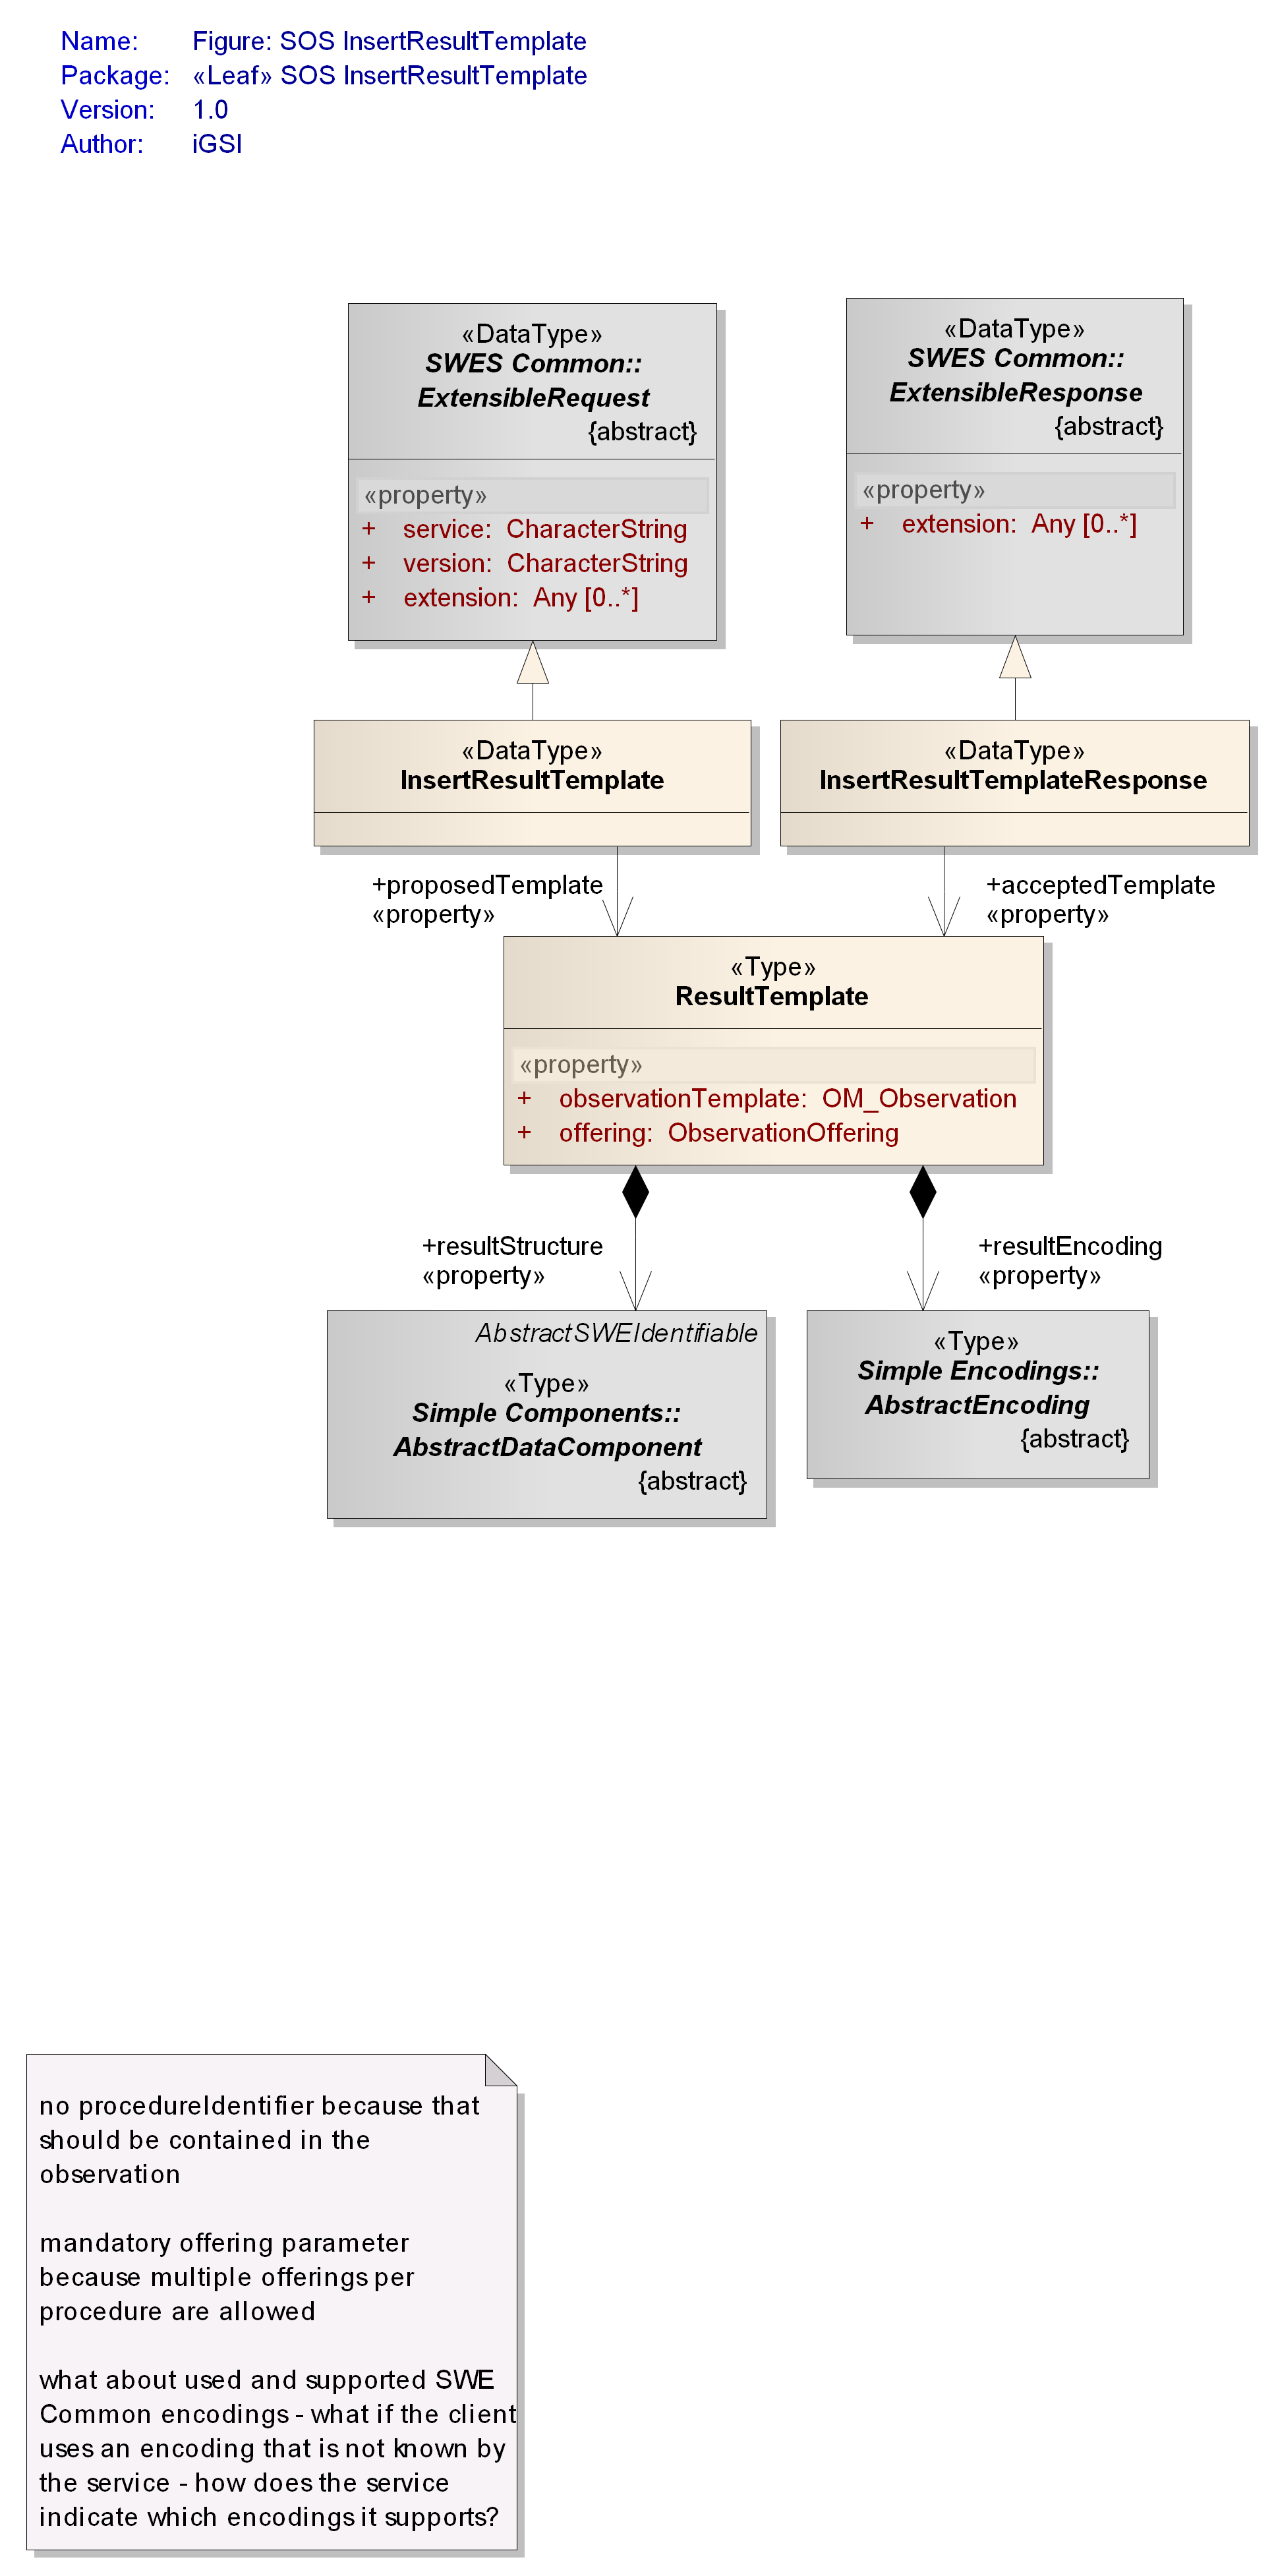 Name: Figure: SOS InsertResultTemplate
Package: «Leaf» SOS InsertResultTemplate
Version: 1.0
Author: iGSI
«DataType»
SWES Common::
ExtensibleRequest
{abstract}
«property»
+ service: CharacterString
+ version: CharacterString
+ extension: Any [0..*]
«DataType»
SWES Common::
ExtensibleResponse
{abstract}
«property»
+ extension: Any [0..*]
«DataType»
InsertResultTemplate
«DataType»
InsertResultTemplateResponse
+proposedTemplate
«property»
+acceptedTemplate
«property»
«Type»
ResultTemplate
«property»
+ observationTemplate: OM_Observation
+ offering: ObservationOffering
+resultStructure
«property»
+resultEncoding
«property»
AbstractSWEIdentifiable
«Type»
Simple Components::
AbstractDataComponent
{abstract}
«Type»
Simple Encodings::
AbstractEncoding
{abstract}
no procedureIdentifier because that
should be contained in the
observation
mandatory offering parameter
because multiple offerings per
procedure are allowed
what about used and supported SWE
Common encodings - what if the client
uses an encoding that is not known by
the service - how does the service
indicate which encodings it supports?